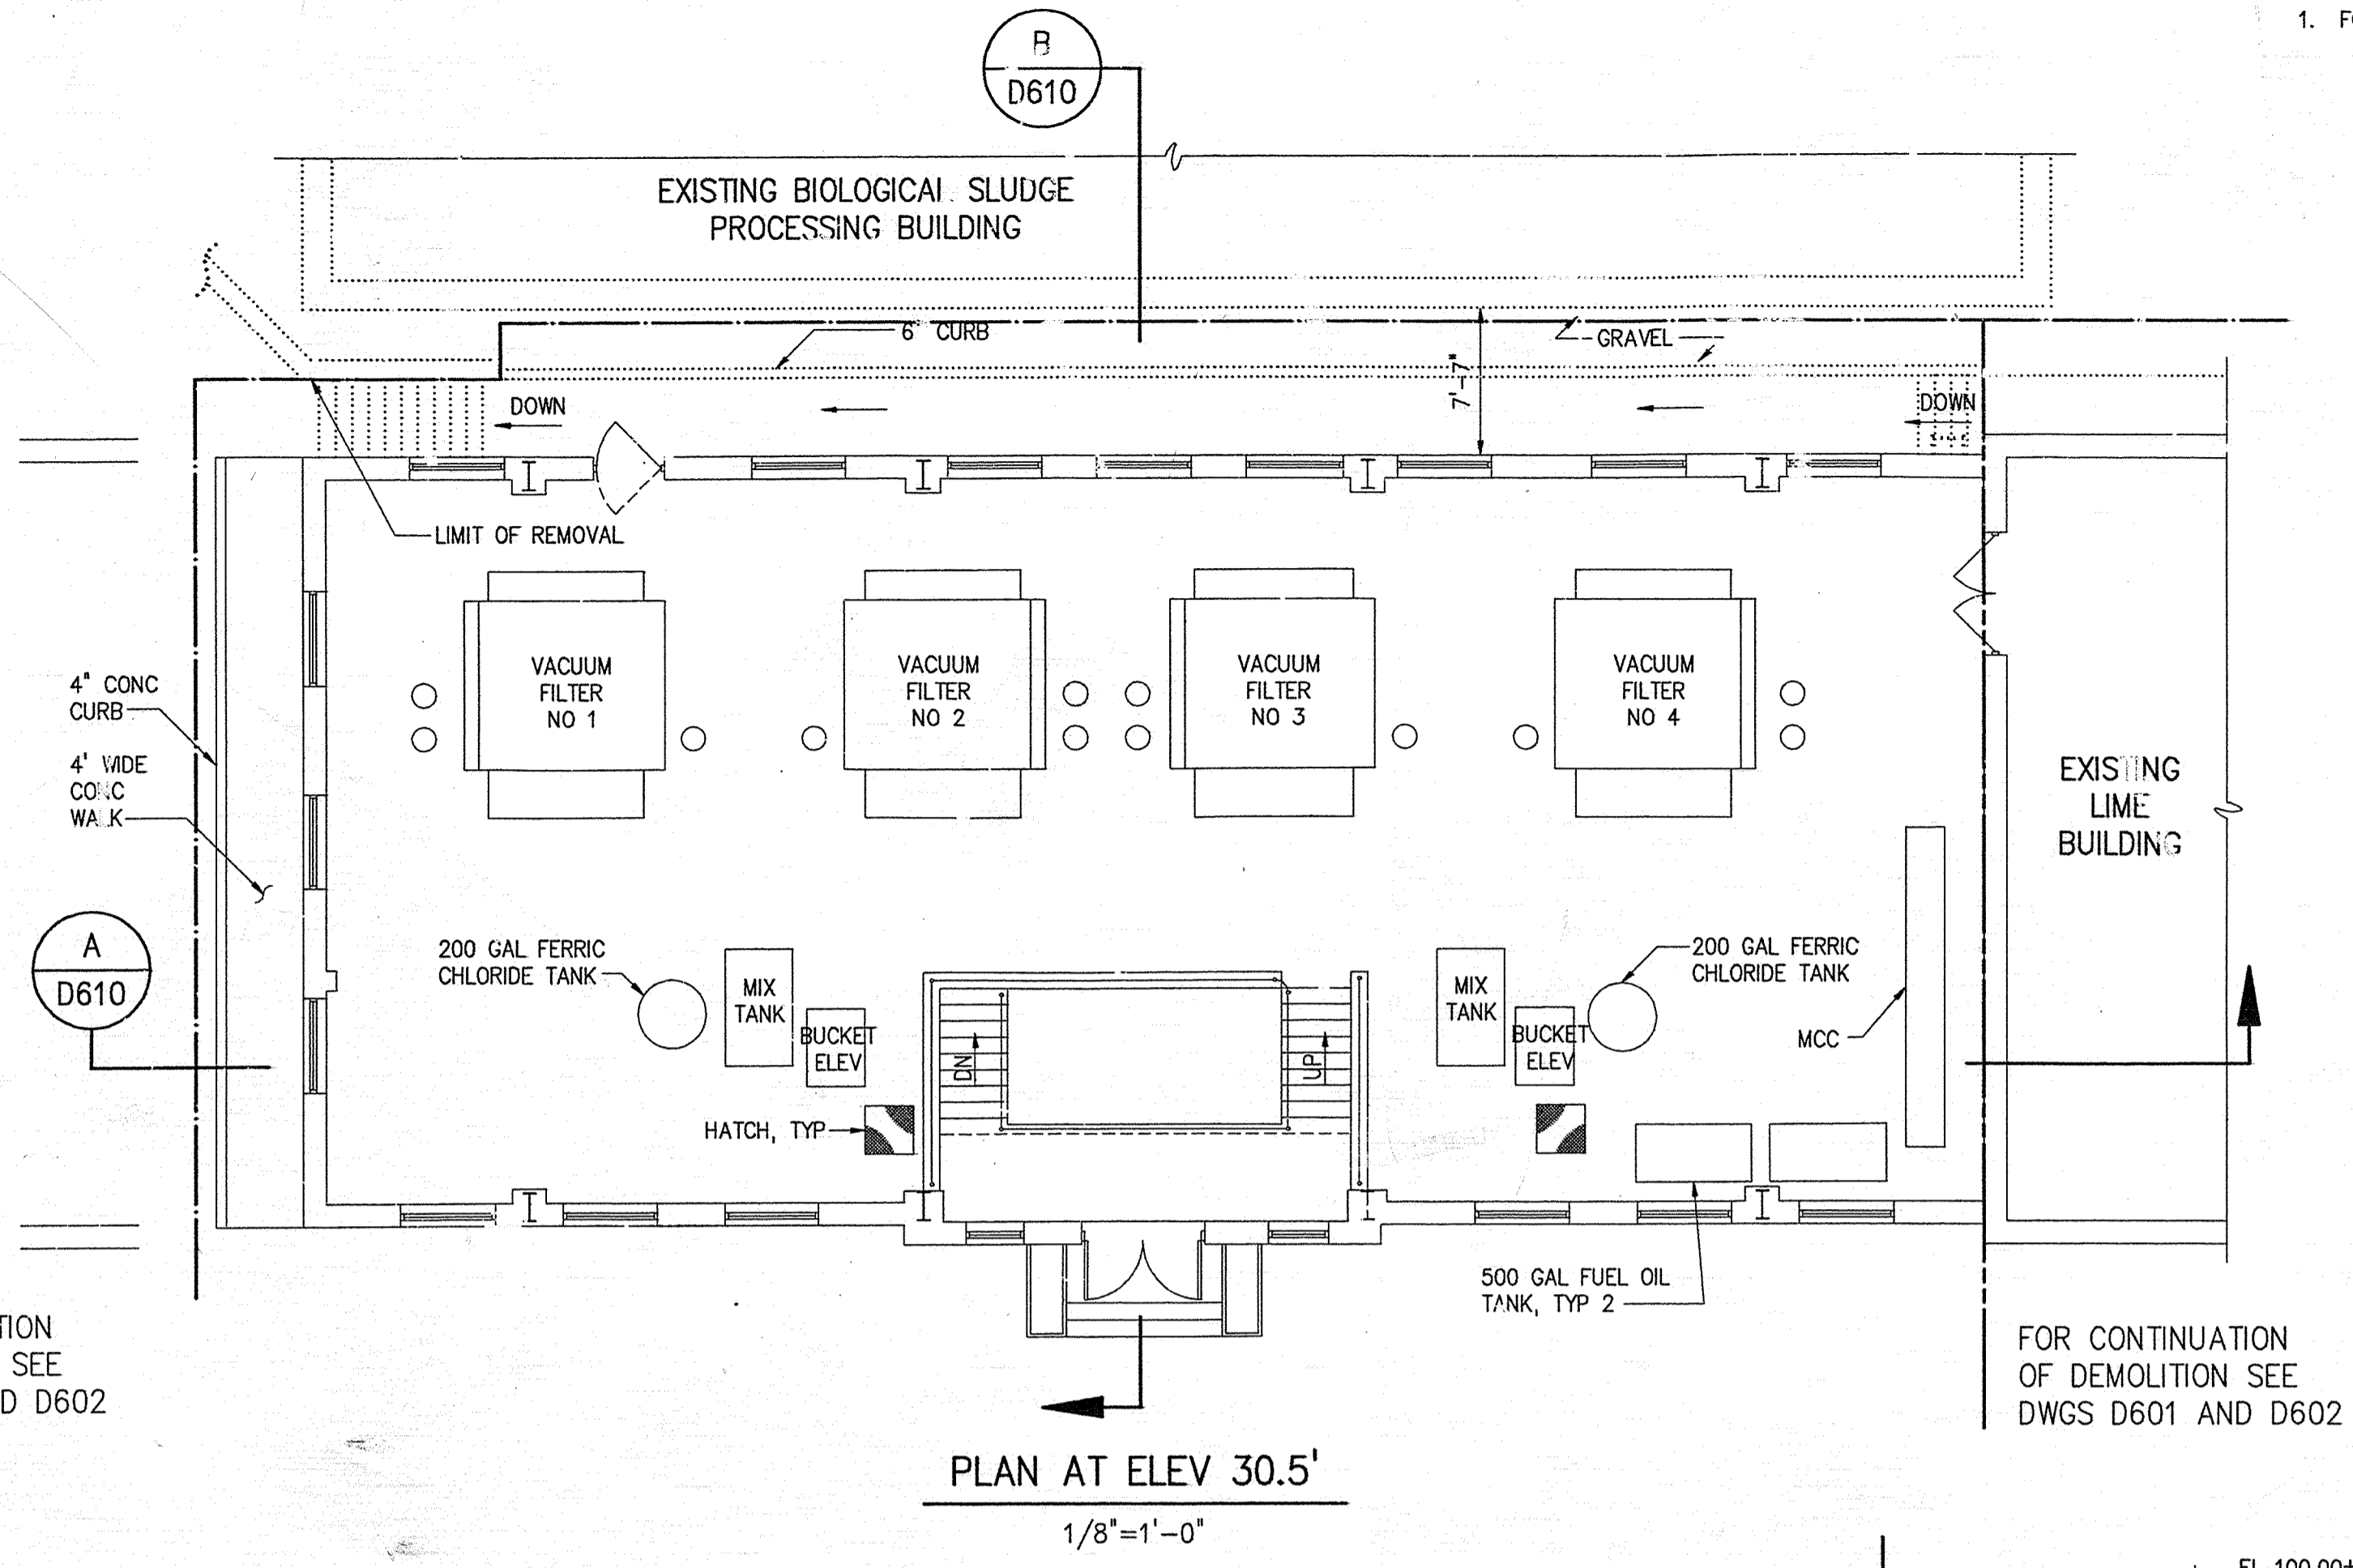 1. F
B
D610
EXISTING BIOLOGICAL SLUDGE
PROCESSING BUILDING
6" CURB
GRAVEL
7'-7"
DOWN
DOWN
LIMIT OF REMOVAL
VACUUM
FILTER
NO 1
VACUUM
FILTER
NO 2
VACUUM
FILTER
NO 3
VACUUM
FILTER
NO 4
4" CONC
CURB
4' WIDE
CONC
WALK
EXISTING
LIME
BUILDING
A
D610
200 GAL FERRIC
CHLORIDE TANK
MIX
TANK
BUCKET
ELEV
DN
UP
MIX
TANK
BUCKET
ELEV
200 GAL FERRIC
CHLORIDE TANK
MCC
HATCH, TYP
500 GAL FUEL OIL
TANK, TYP 2
TION
SEE
D D602
FOR CONTINUATION
OF DEMOLITION SEE
DWGS D601 AND D602
PLAN AT ELEV 30.5'
1/8"=1'-0"
EL 100.00±